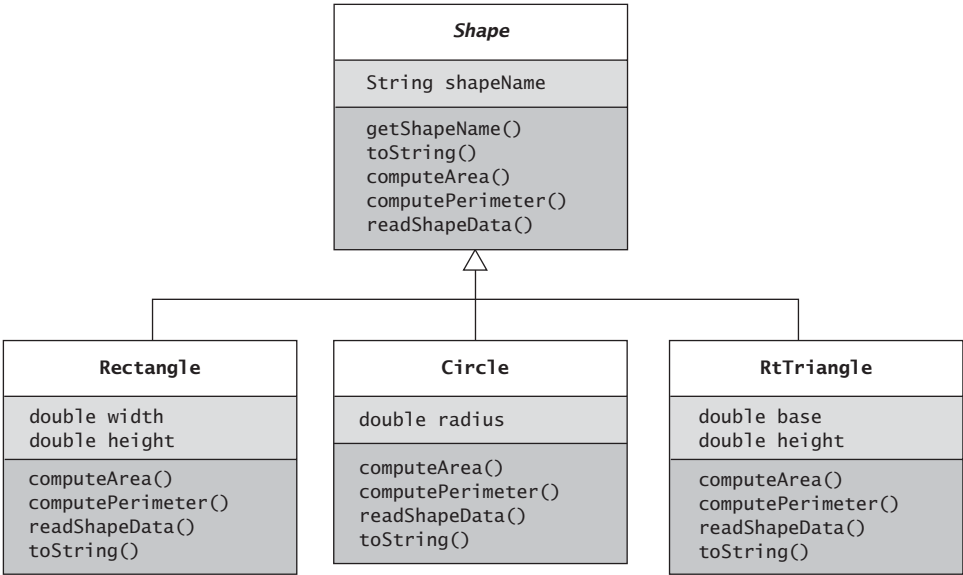 Shape
String shapeName
getShapeName()
toString()
computeArea()
computePerimeter()
readShapeData()
Rectangle
double width
double height
computeArea()
computePerimeter()
readShapeData()
toString()
Circle
double radius
computeArea()
computePerimeter()
readShapeData()
toString()
RtTriangle
double base
double height
computeArea()
computePerimeter()
readShapeData()
toString()